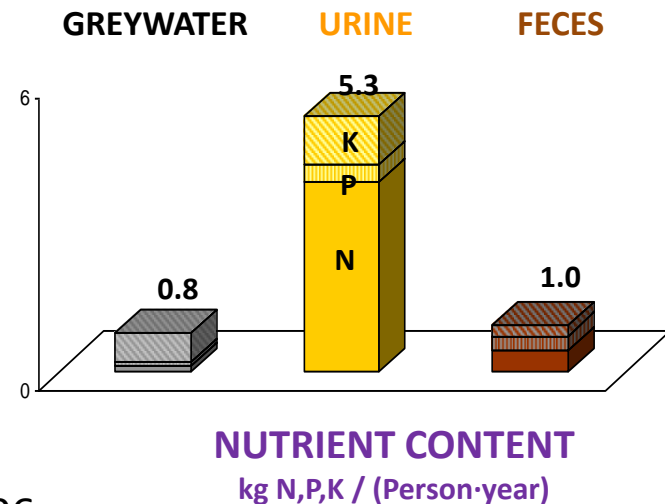 GREYWATER URINE FECES
6
5.3
K
P
N
0.8
1.0
0
NUTRIENT CONTENT
kg N,P,K / (Person·year)